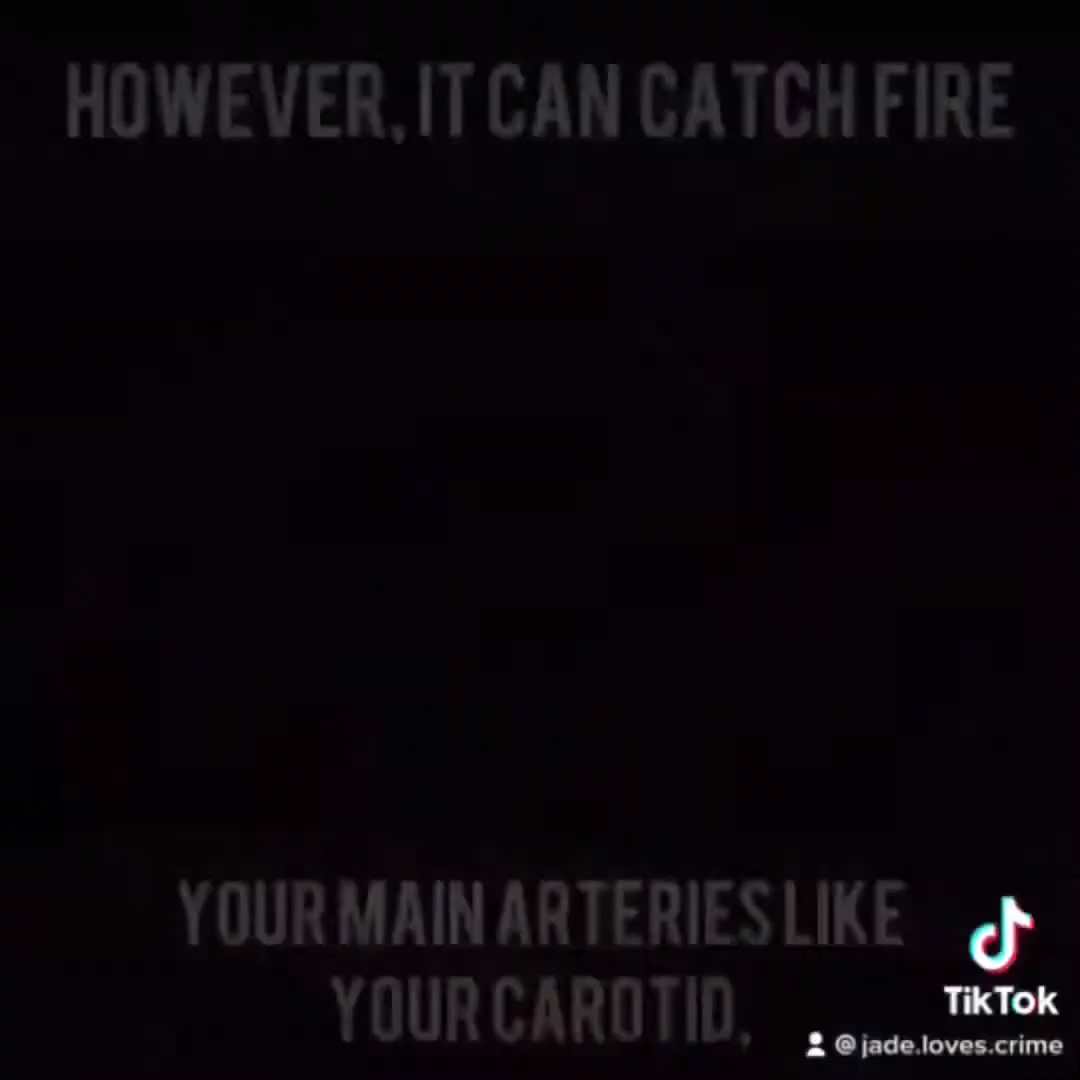 HOWEVER, IT CAN CATCH FIRE
YOUR MAIN ARTERIES LIKE
YOUR CAROTID,
TikTok
@jade.loves.crime